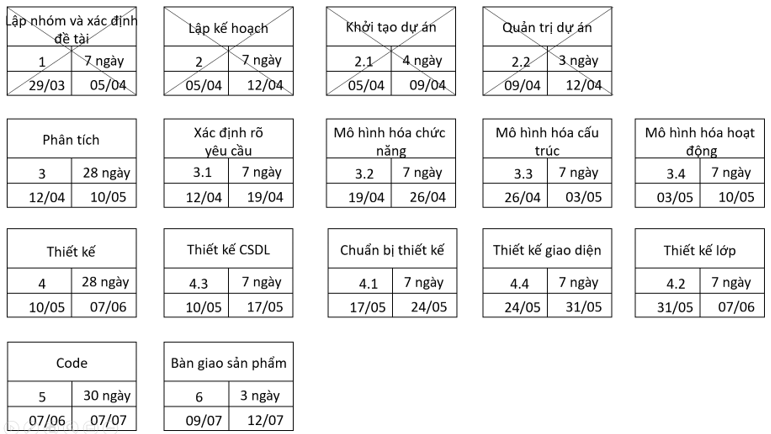 Lập nhóm và xác định
đề tài
1 7 ngày
29/03 05/04
Lập kế hoạch
2 7 ngày
05/04 12/04
Khởi tạo dự án
2.1 4 ngày
05/04 09/04
Quản trị dự án
2.2 3 ngày
09/04 12/04
Phân tích
3 28 ngày
12/04 10/05
Xác định rõ
yêu cầu
3.1 7 ngày
12/04 19/04
Mô hình hóa chức
năng
3.2 7 ngày
19/04 26/04
Mô hình hóa cấu
trúc
3.3 7 ngày
26/04 03/05
Mô hình hóa hoạt
động
3.4 7 ngày
03/05 10/05
Thiết kế
4 28 ngày
10/05 07/06
Thiết kế CSDL
4.3 7 ngày
10/05 17/05
Chuẩn bị thiết kế
4.1 7 ngày
17/05 24/05
Thiết kế giao diện
4.4 7 ngày
24/05 31/05
Thiết kế lớp
4.2 7 ngày
31/05 07/06
Code
5 30 ngày
07/06 07/07
Bàn giao sản phẩm
6 3 ngày
09/07 12/07